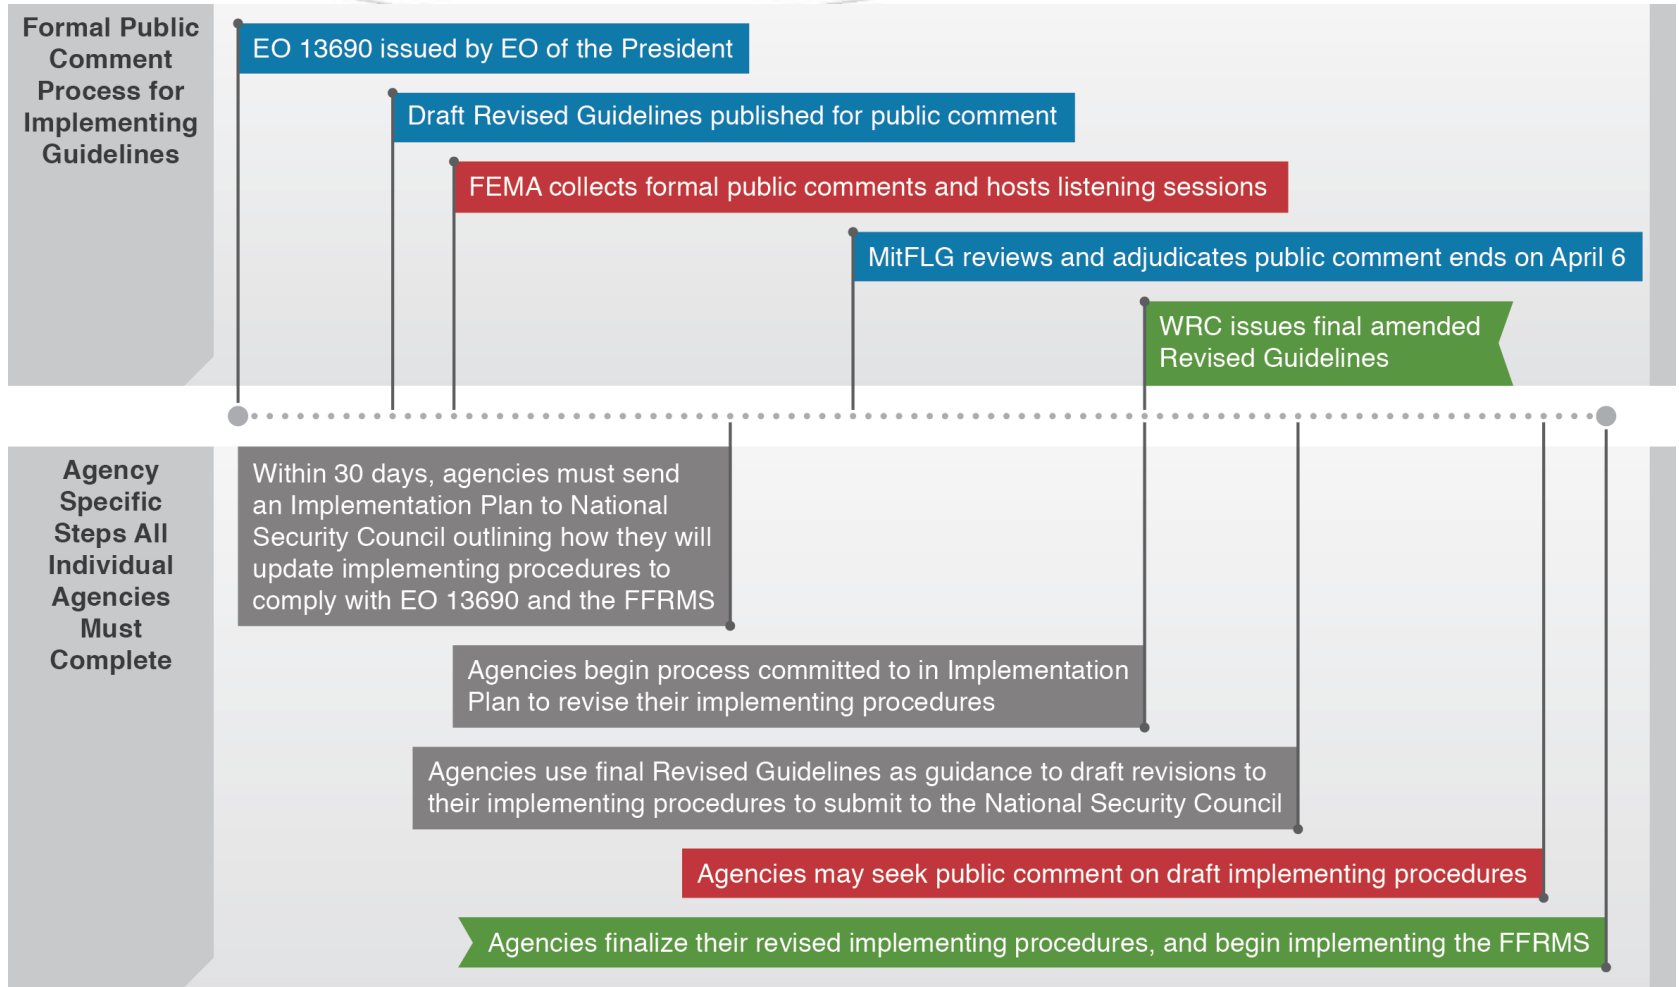 Formal Public
Comment
Process for
Implementing
Guidelines
EO 13690 issued by EO of the President
Draft Revised Guidelines published for public comment
FEMA collects formal public comments and hosts listening sessions
MitFLG reviews and adjudicates public comment ends on April 6
WRC issues final amended
Revised Guidelines
Agency
Specific
Steps All
Individual
Agencies
Must
Complete
Within 30 days, agencies must send
an Implementation Plan to National
Security Council outlining how they will
update implementing procedures to
comply with EO 13690 and the FFRMS
Agencies begin process committed to in Implementation
Plan to revise their implementing procedures
Agencies use final Revised Guidelines as guidance to draft revisions to
their implementing procedures to submit to the National Security Council
Agencies may seek public comment on draft implementing procedures
Agencies finalize their revised implementing procedures, and begin implementing the FFRMS